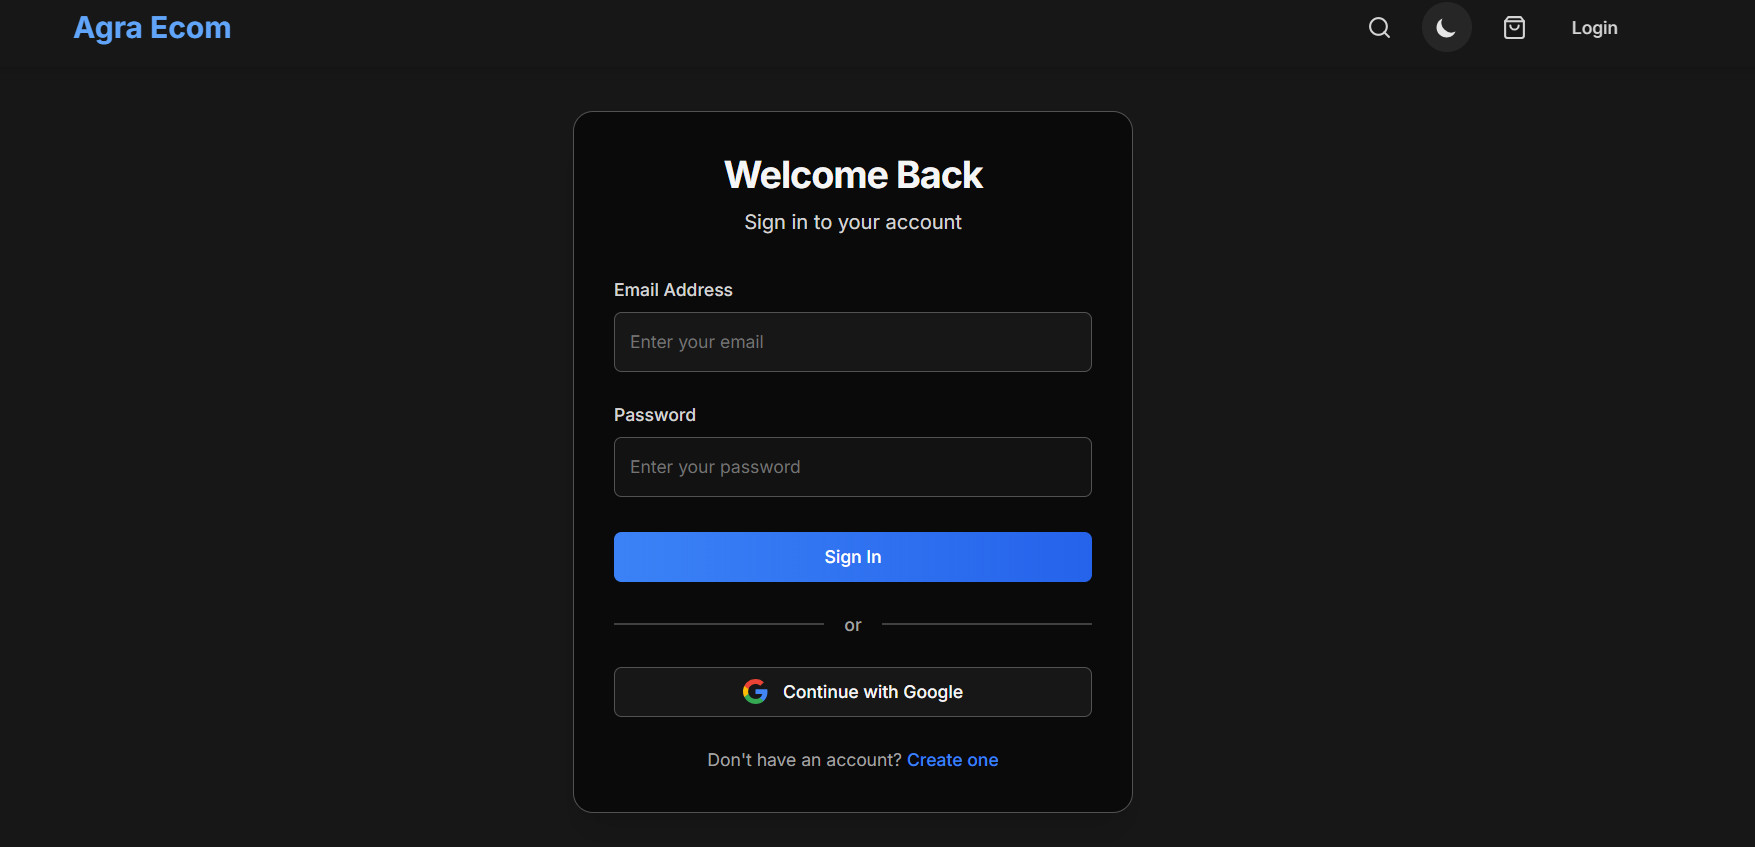 Agra Ecom
Login
Welcome Back
Sign in to your account
Email Address
Enter your email
Password
Enter your password
Sign In
or
Continue with Google
Don't have an account? Create one